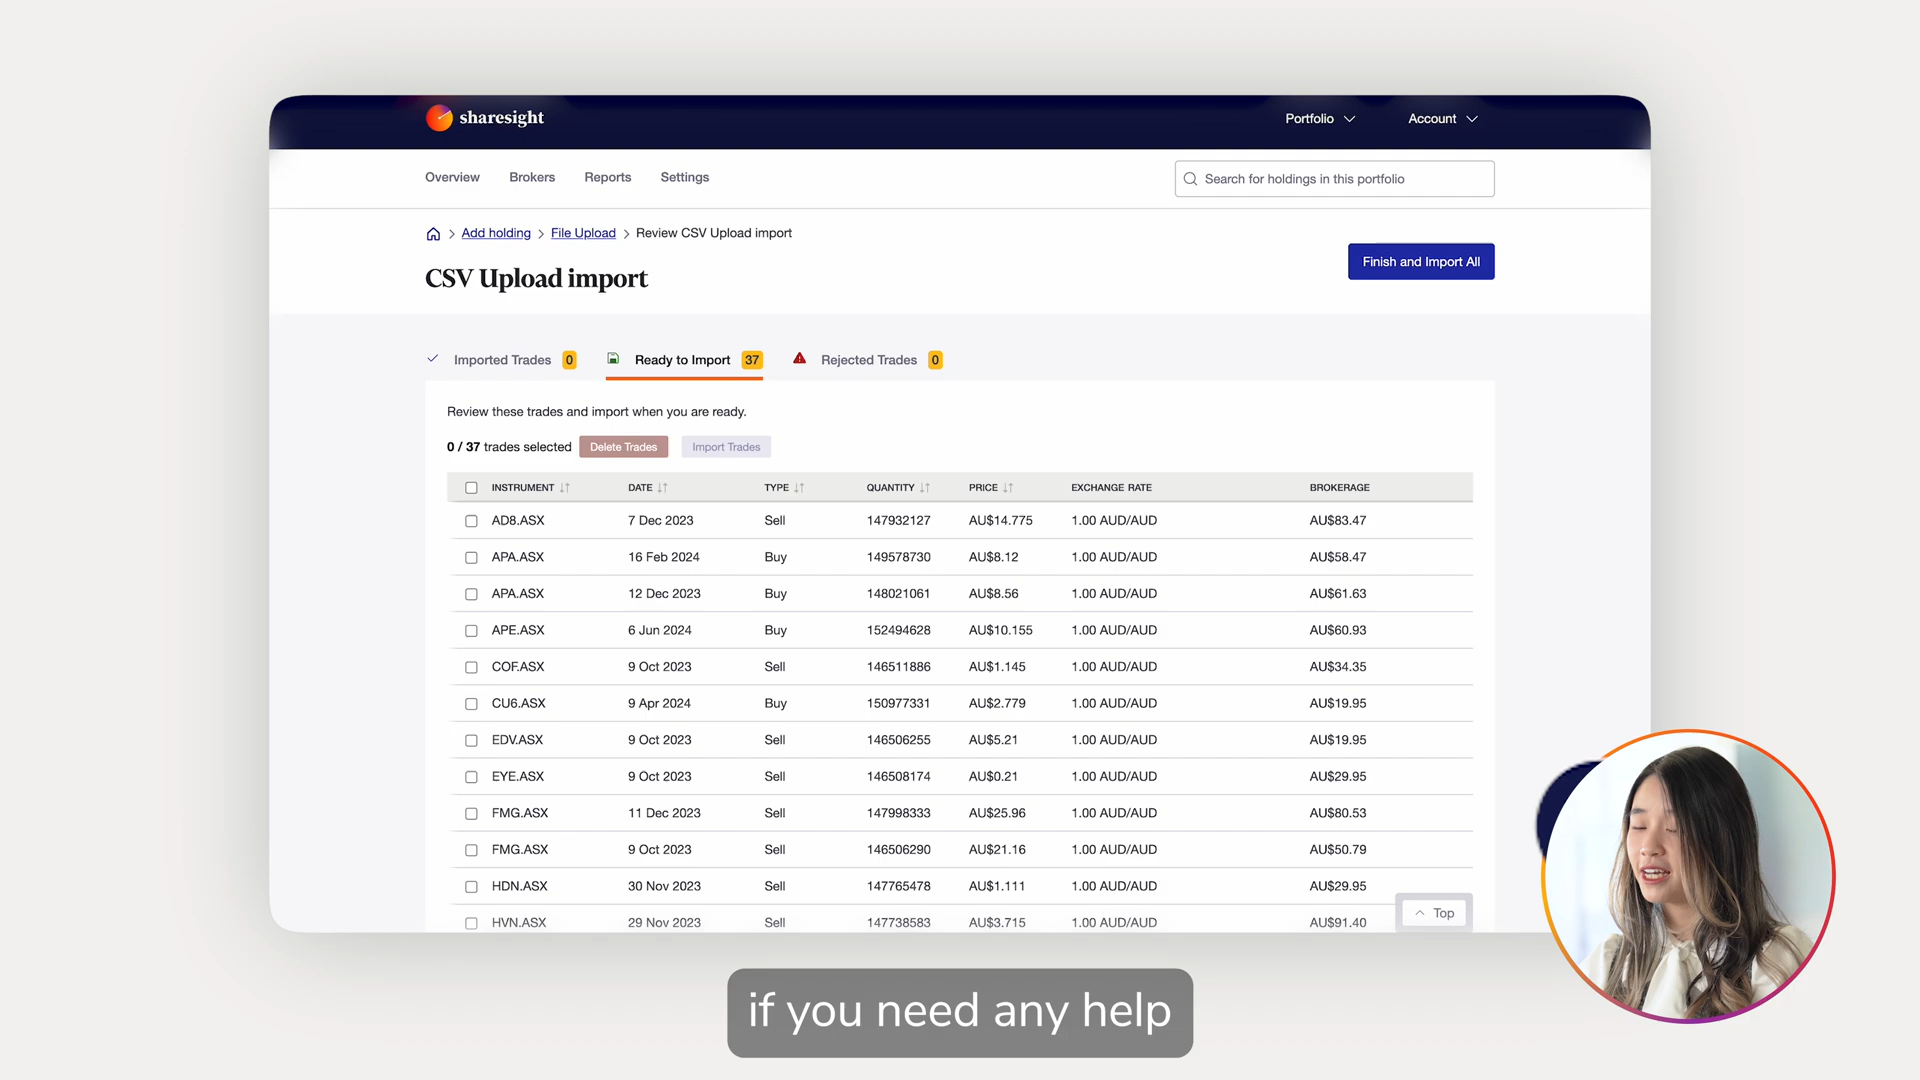 sharesight
Portfolio
Account
Overview
Brokers
Reports
Settings
Search for holdings in this portfolio
Add holding > File Upload > Review CSV Upload import
CSV Upload import
Finish and Import All
Imported Trades 0
Ready to Import 37
Rejected Trades 0
Review these trades and import when you are ready.
0 / 37 trades selected
Delete Trades
Import Trades
INSTRUMENT DATE TYPE QUANTITY PRICE EXCHANGE RATE BROKERAGE
AD8.ASX 7 Dec 2023 Sell 147932127 AU$14.775 1.00 AUD/AUD AU$83.47
APA.ASX 16 Feb 2024 Buy 149578730 AU$8.12 1.00 AUD/AUD AU$58.47
APA.ASX 12 Dec 2023 Buy 148021061 AU$8.56 1.00 AUD/AUD AU$61.63
APE.ASX 6 Jun 2024 Buy 152494628 AU$10.155 1.00 AUD/AUD AU$60.93
COF.ASX 9 Oct 2023 Sell 146511886 AU$1.145 1.00 AUD/AUD AU$34.35
CU6.ASX 9 Apr 2024 Buy 150977331 AU$2.779 1.00 AUD/AUD AU$19.95
EDV.ASX 9 Oct 2023 Sell 146506255 AU$5.21 1.00 AUD/AUD AU$19.95
EYE.ASX 9 Oct 2023 Sell 146508174 AU$0.21 1.00 AUD/AUD AU$29.95
FMG.ASX 11 Dec 2023 Sell 147998333 AU$25.96 1.00 AUD/AUD AU$80.53
FMG.ASX 9 Oct 2023 Sell 146506290 AU$21.16 1.00 AUD/AUD AU$50.79
HDN.ASX 30 Nov 2023 Sell 147765478 AU$1.111 1.00 AUD/AUD AU$29.95
HVN.ASX 29 Nov 2023 Sell 147738583 AU$3.715 1.00 AUD/AUD AU$91.40
Top
if you need any help